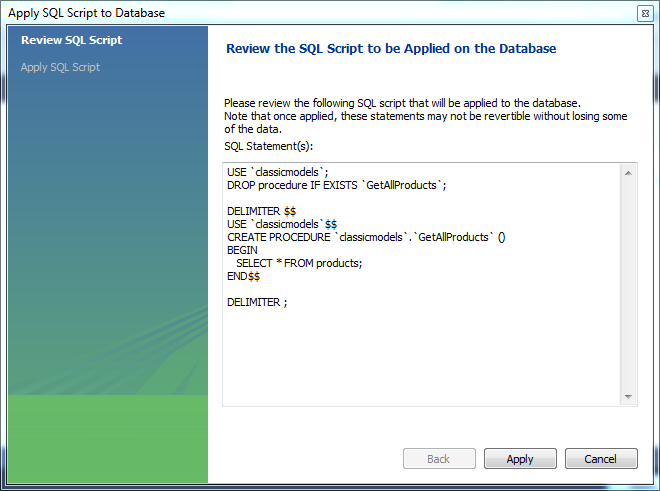 Apply SQL Script to Database
Review SQL Script
Apply SQL Script
Review the SQL Script to be Applied on the Database
Please review the following SQL script that will be applied to the database.
Note that once applied, these statements may not be revertible without losing some
of the data.
SQL Statement(s):
USE `classicmodels`;
DROP procedure IF EXISTS `GetAllProducts`;
DELIMITER $$
USE `classicmodels`$$
CREATE PROCEDURE `classicmodels`.`GetAllProducts` ()
BEGIN
   SELECT * FROM products;
END$$
DELIMITER ;
Back
Apply
Cancel